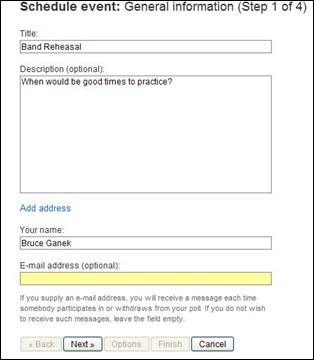 Schedule event: General information (Step 1 of 4)
Title:
Band Reheasal
Description (optional):
When would be good times to practice?
Add address
Your name:
Bruce Ganek
E-mail address (optional):
If you supply an e-mail address, you will receive a message each time
somebody participates in or withdraws from your poll. If you do not wish
to receive such messages, leave the field empty.
« Back Next » Options Finish Cancel